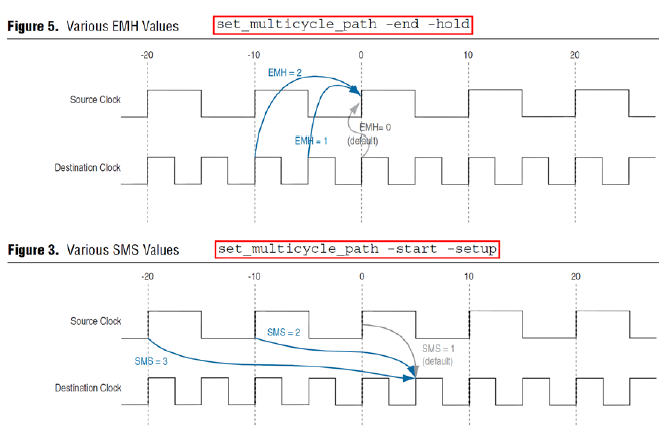 Figure 5. Various EMH Values set_multicycle_path -end -hold
-20 -10 0 10 20
EMH = 2
Source Clock
EMH= 0
EMH = 1 (default)
Destination Clock
Figure 3. Various SMS Values set_multicycle_path -start -setup
-20 -10 0 10 20
Source Clock
SMS = 2
SMS = 1
SMS = 3 (default)
Destination Clock